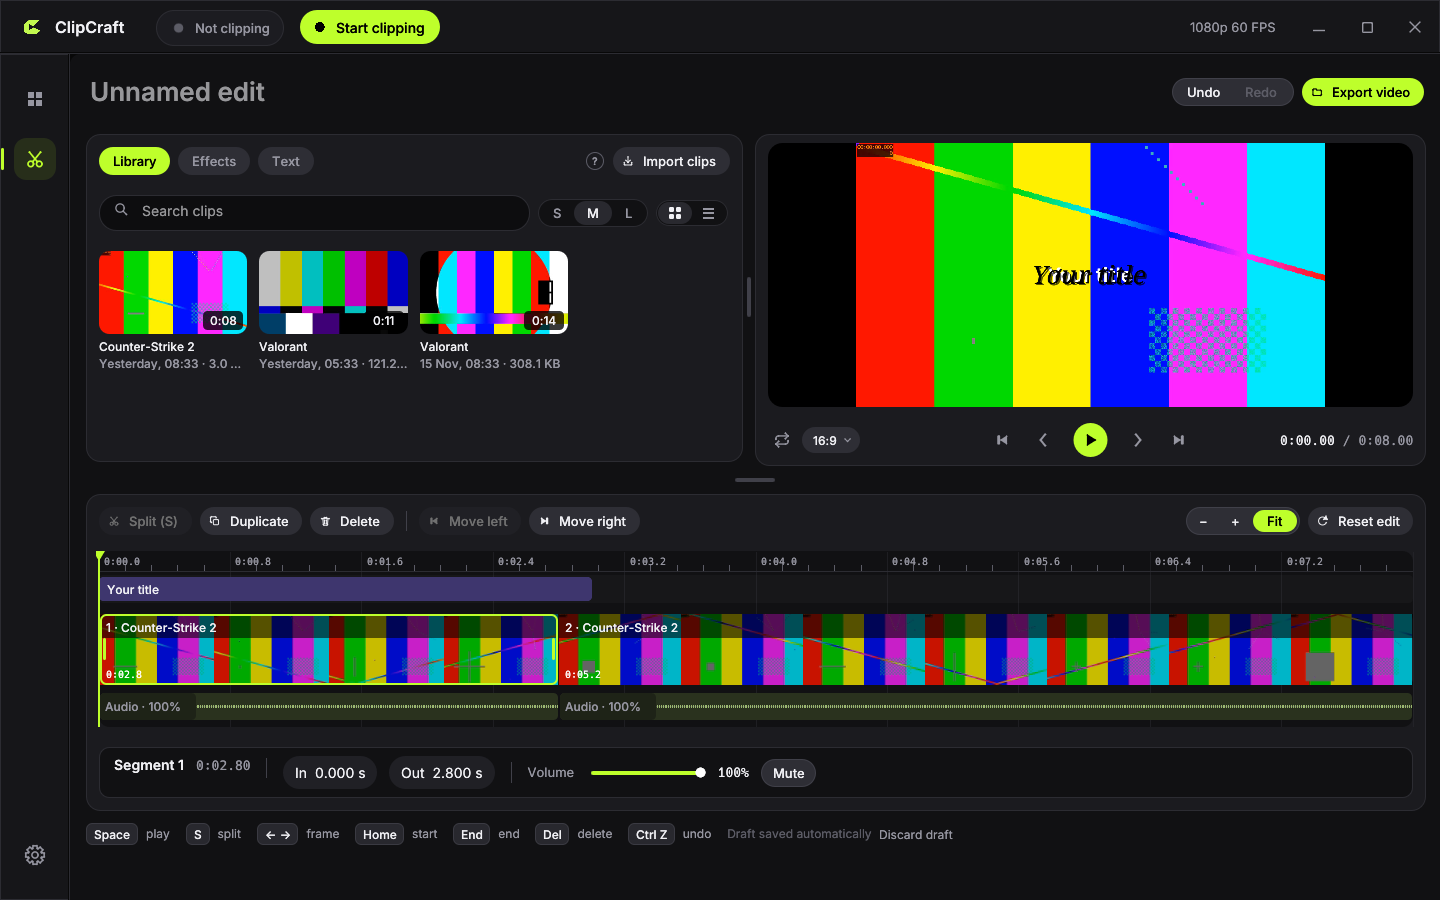 ClipCraft
Not clipping
Start clipping
1080p 60 FPS
Unnamed edit
Undo
Redo
Export video
Library
Effects
Text
?
Import clips
Search clips
S
M
L
0:08
0:11
0:14
Counter-Strike 2
Yesterday, 08:33 · 3.0 ...
Valorant
Yesterday, 05:33 · 121.2...
Valorant
15 Nov, 08:33 · 308.1 KB
Your title
16:9
0:00.00 / 0:08.00
Split (S)
Duplicate
Delete
Move left
Move right
Fit
Reset edit
0:00.0
0:00.8
0:01.6
0:02.4
0:03.2
0:04.0
0:04.8
0:05.6
0:06.4
0:07.2
Your title
1 · Counter-Strike 2
0:02.8
2 · Counter-Strike 2
0:05.2
Audio · 100%
Audio · 100%
Segment 1 0:02.80
In 0.000 s
Out 2.800 s
Volume
100%
Mute
Space play
S split
← → frame
Home start
End end
Del delete
Ctrl Z undo
Draft saved automatically
Discard draft